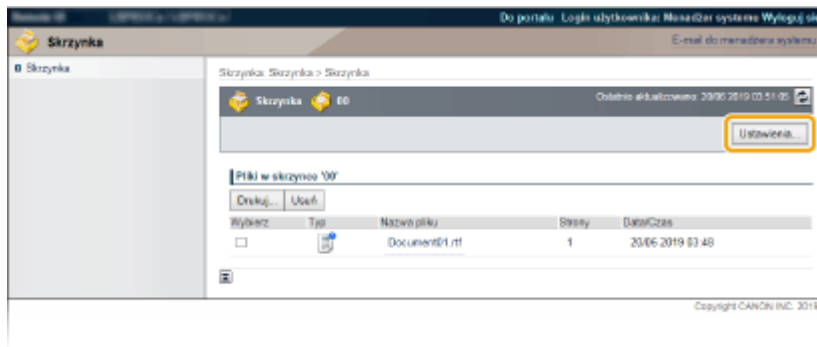 Remote UI
Do portalu Login użytkownika: Menedżer systemu Wyloguj się
Skrzynka
E-mail do menedżera systemu
Skrzynka
Skrzynka: Skrzynka > Skrzynka
Skrzynka 00
Ostatnio aktualizowano: 20/06 2019 03:51:05
Ustawienia...
Pliki w skrzynce '00'
Drukuj... Usuń
Wybierz Typ Nazwa pliku Strony Data/Czas
Document01.rtf 1 20/06 2019 03:48
Copyright CANON INC. 2019